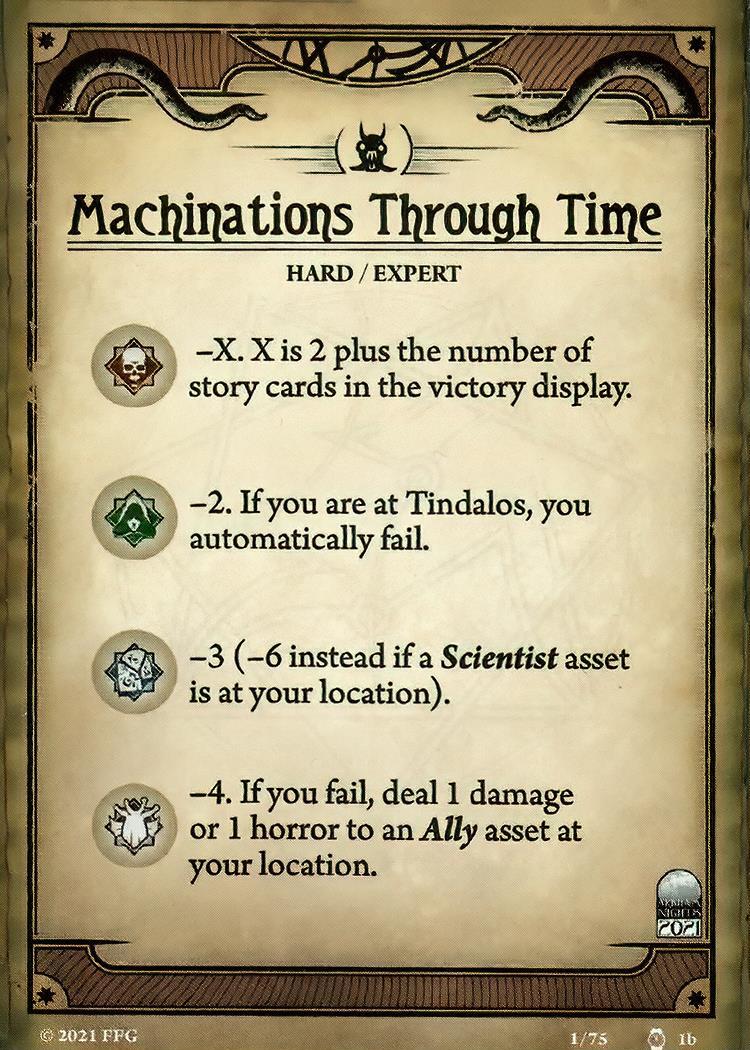 Machinations Through Time
HARD / EXPERT
–X. X is 2 plus the number of
story cards in the victory display.
–2. If you are at Tindalos, you
automatically fail.
–3 (–6 instead if a Scientist asset
is at your location).
–4. If you fail, deal 1 damage
or 1 horror to an Ally asset at
your location.
ARKHAM
NIGHTS
2021
© 2021 FFG
1/75
1b